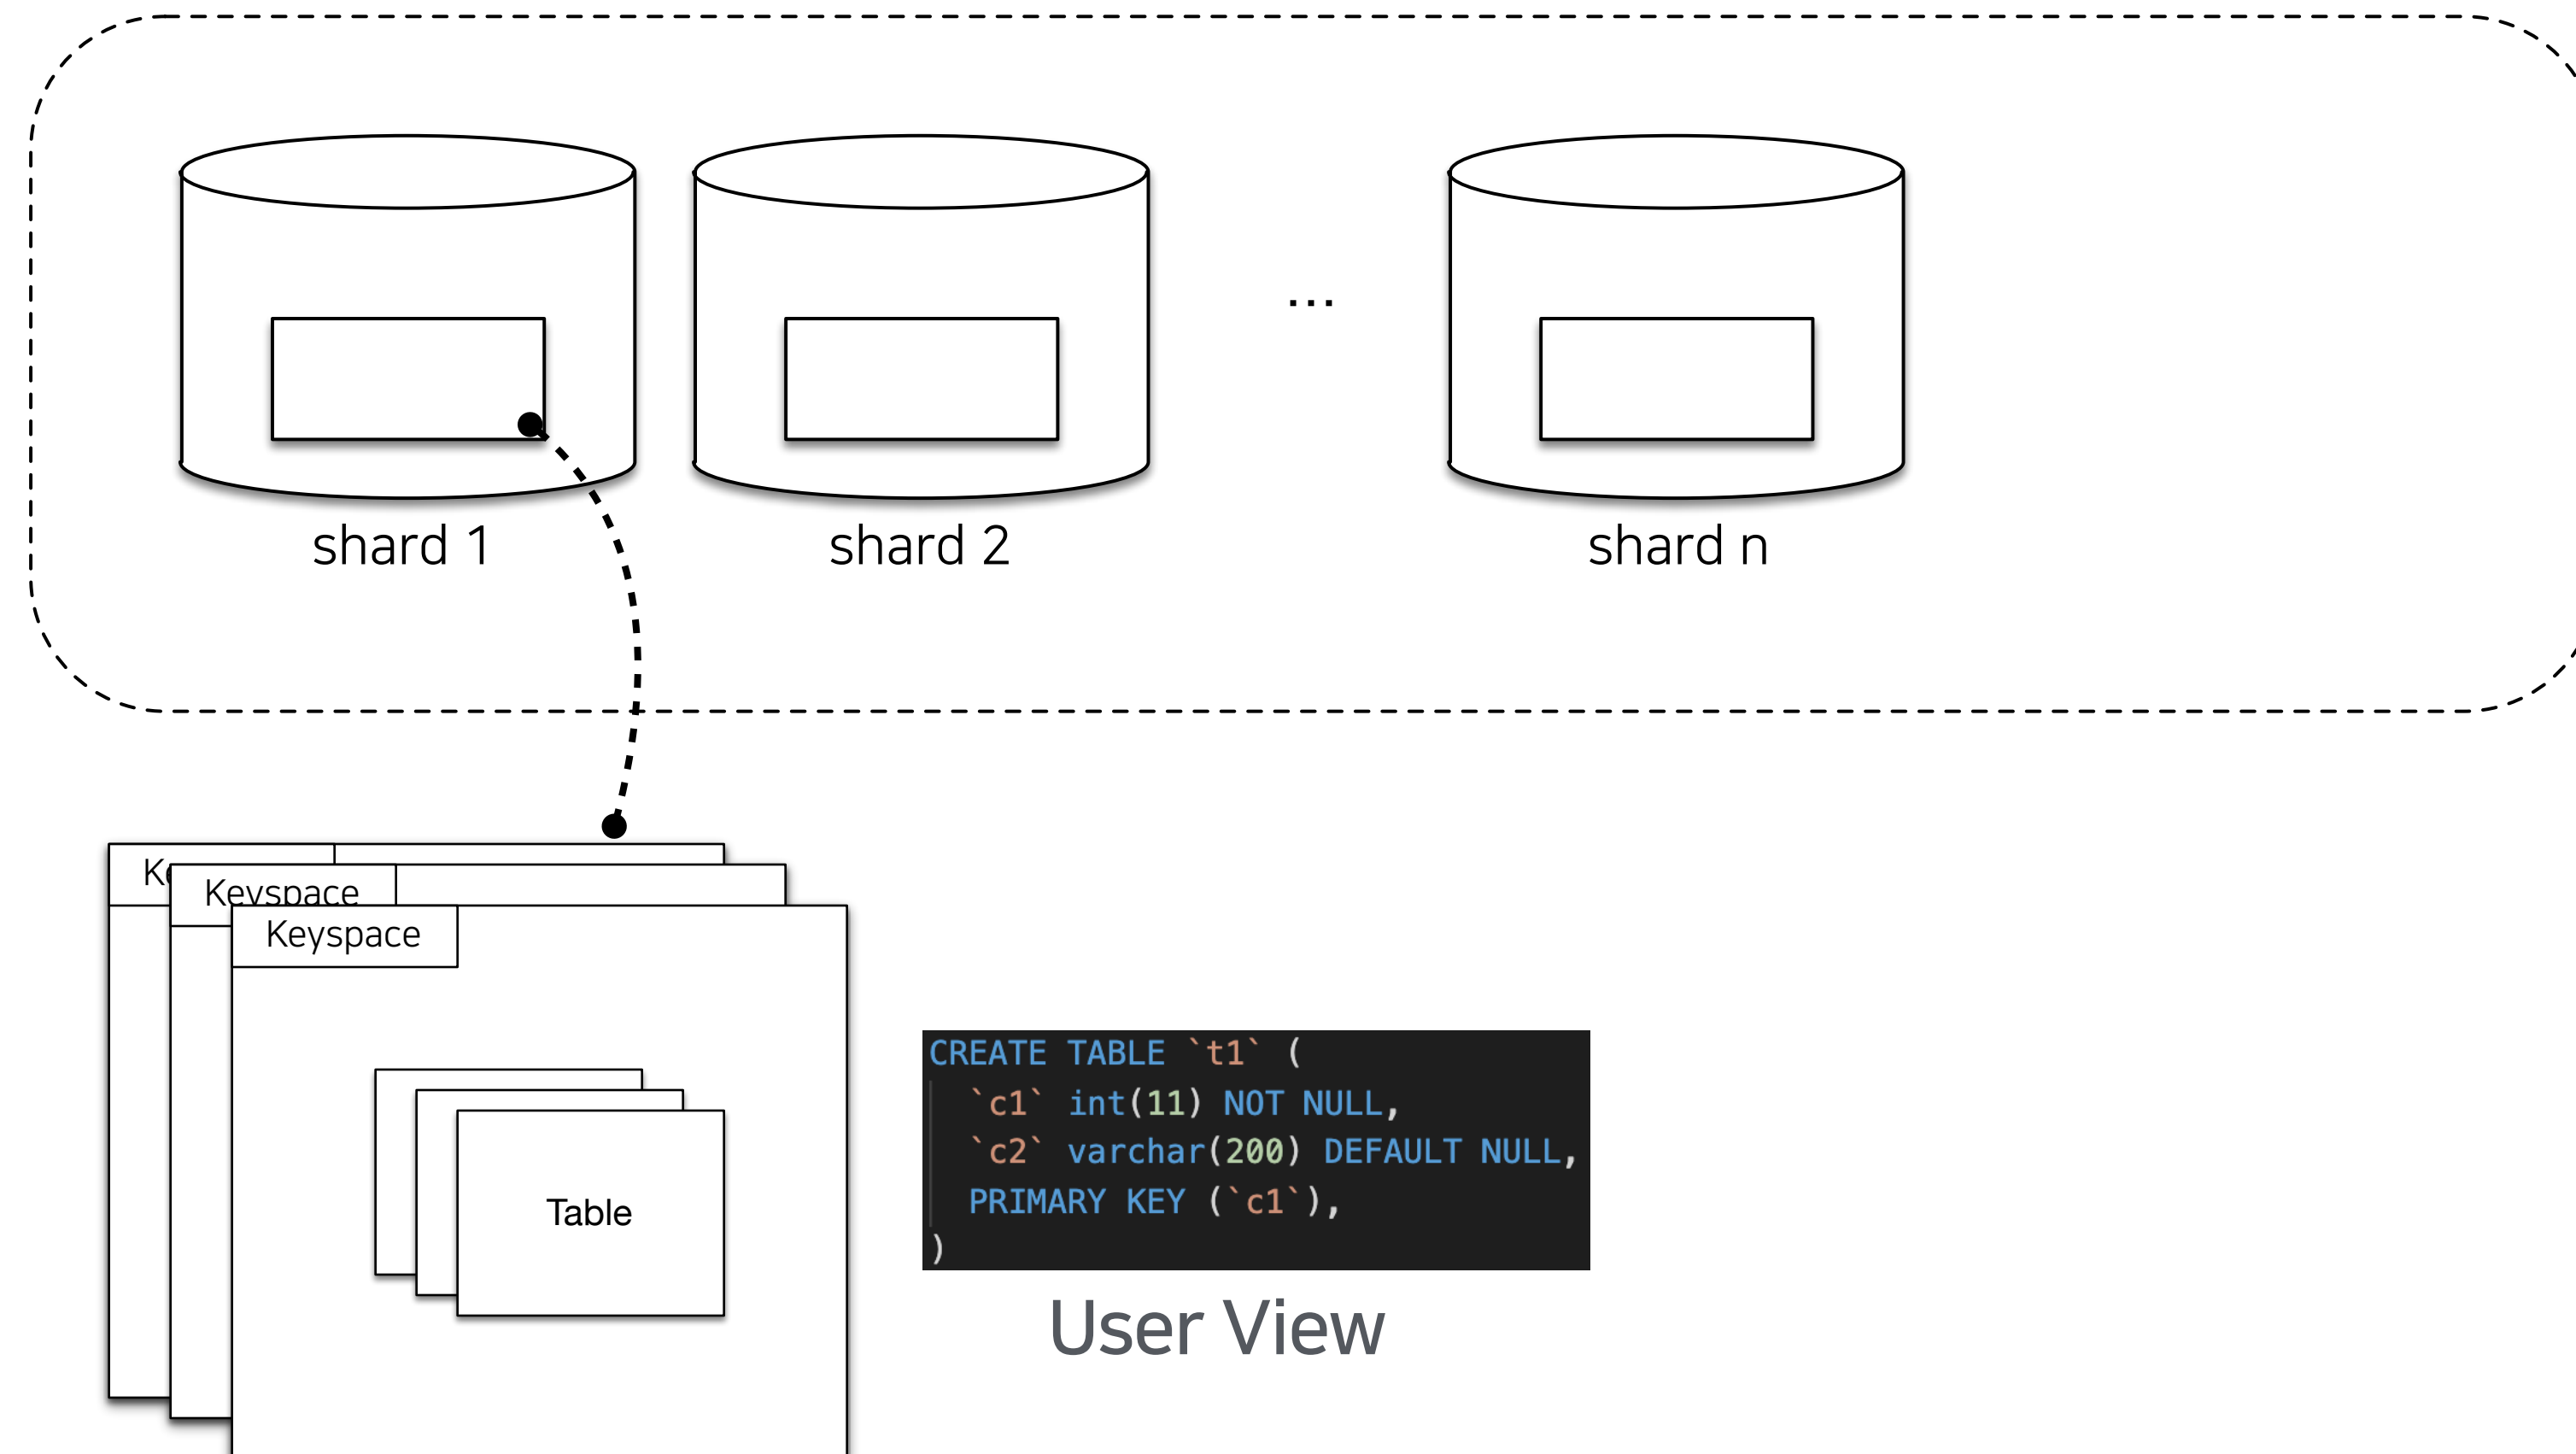 ...
shard 1
shard 2
shard n
Keyspace
Keyspace
Table
CREATE TABLE `t1` (
`c1` int(11) NOT NULL,
`c2` varchar(200) DEFAULT NULL,
PRIMARY KEY (`c1`),
)
User View